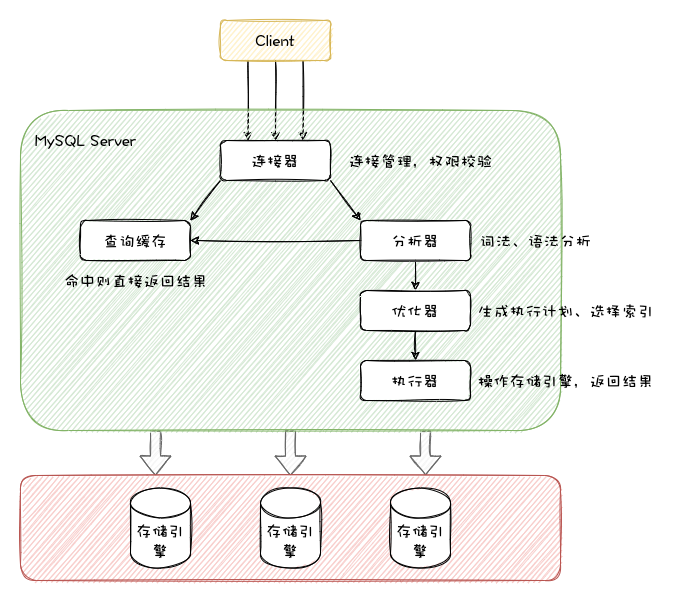 Client
MySQL Server
连接器
连接管理，权限校验
查询缓存
分析器
词法、语法分析
命中则直接返回结果
优化器
生成执行计划、选择索引
执行器
操作存储引擎，返回结果
存储引
擎
存储引
擎
存储引
擎